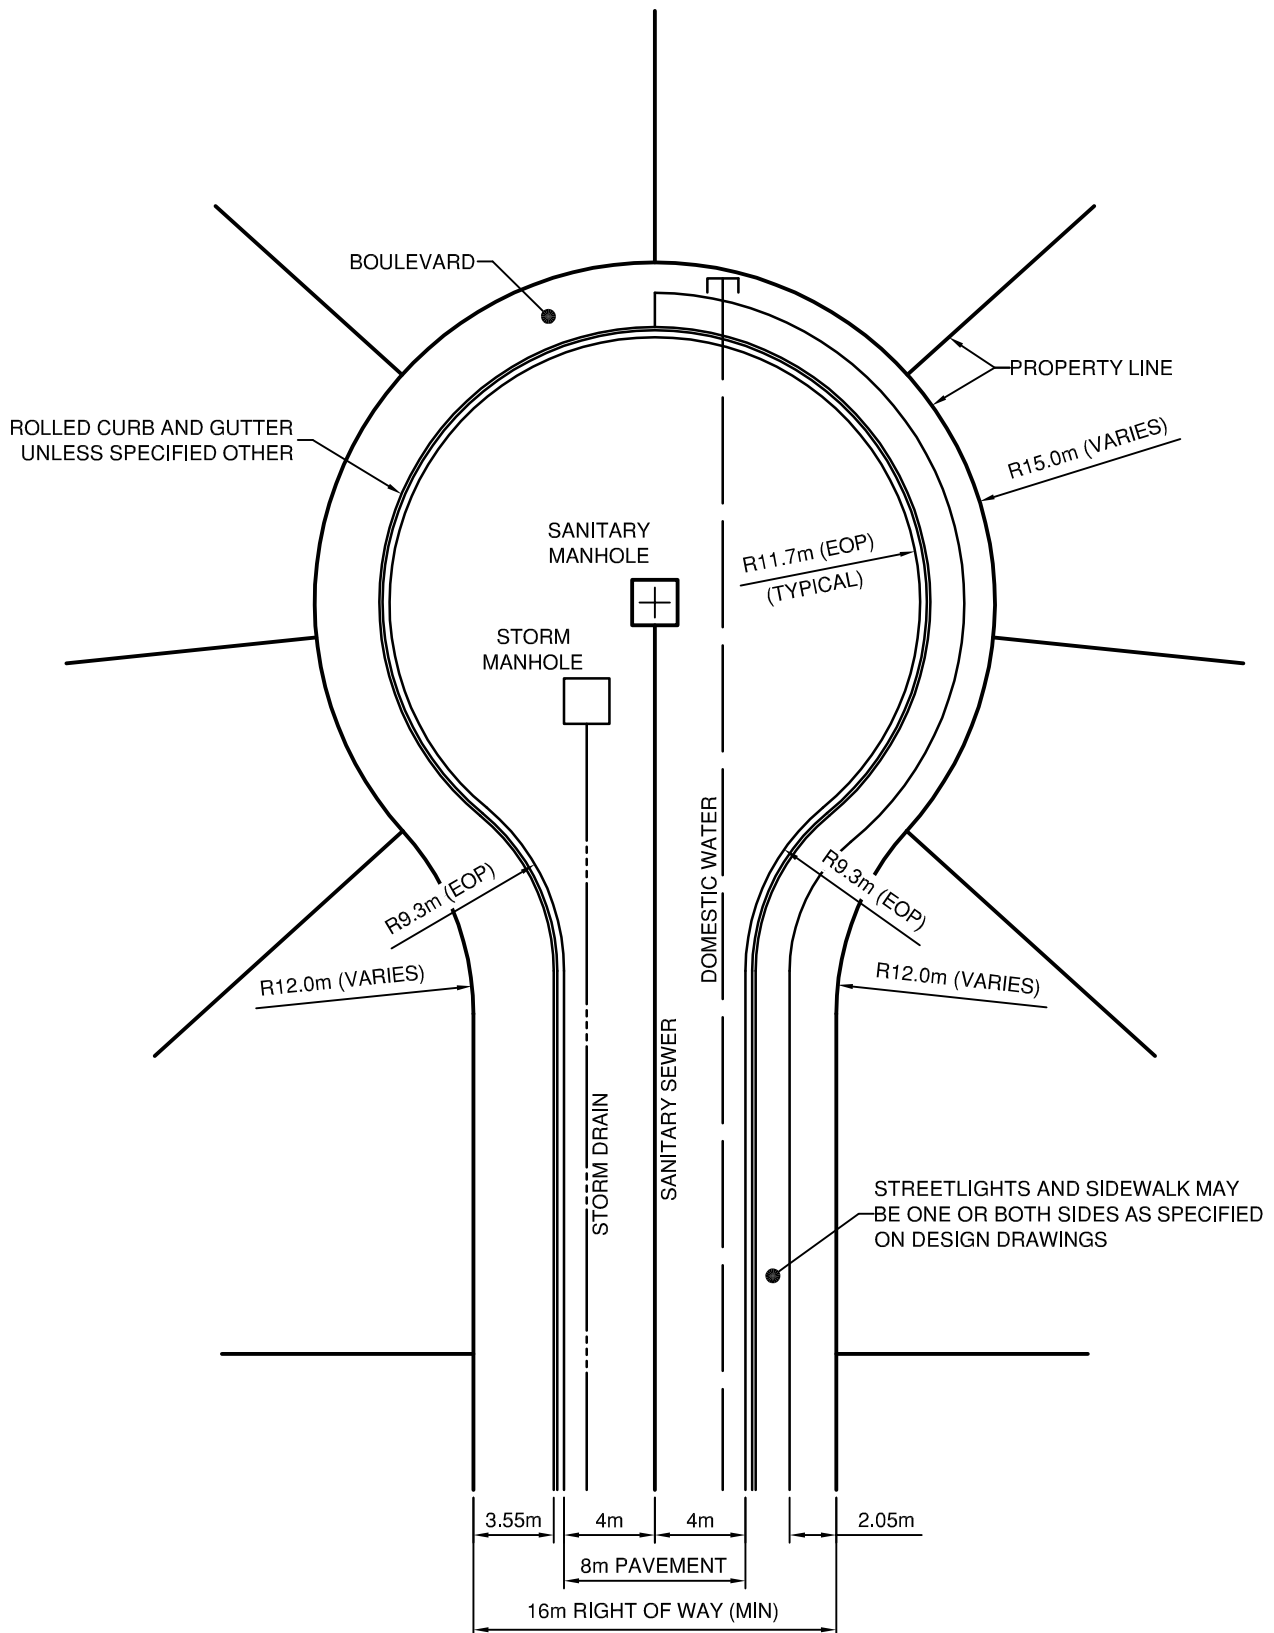 BOULEVARD
PROPERTY LINE
ROLLED CURB AND GUTTER
UNLESS SPECIFIED OTHER
R15.0m (VARIES)
SANITARY
MANHOLE
R11.7m (EOP)
(TYPICAL)
STORM
MANHOLE
DOMESTIC WATER
R9.3m (EOP)
R9.3m (EOP)
R12.0m (VARIES)
R12.0m (VARIES)
STORM DRAIN
SANITARY SEWER
STREETLIGHTS AND SIDEWALK MAY
BE ONE OR BOTH SIDES AS SPECIFIED
ON DESIGN DRAWINGS
3.55m
4m
4m
2.05m
8m PAVEMENT
16m RIGHT OF WAY (MIN)